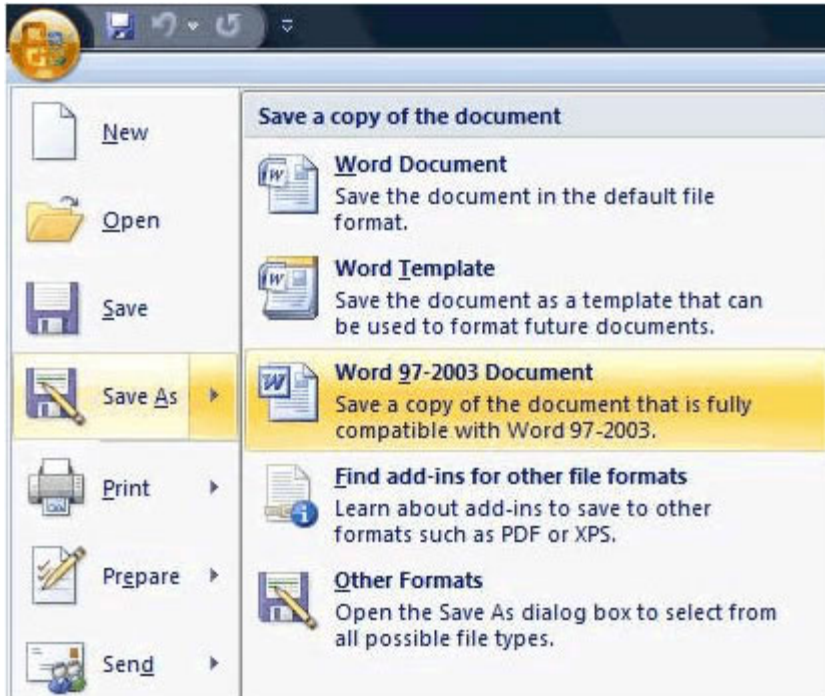 New
Open
Save
Save As
Print
Prepare
Send
Save a copy of the document
Word Document
Save the document in the default file
format.
Word Template
Save the document as a template that can
be used to format future documents.
Word 97-2003 Document
Save a copy of the document that is fully
compatible with Word 97-2003.
Find add-ins for other file formats
Learn about add-ins to save to other
formats such as PDF or XPS.
Other Formats
Open the Save As dialog box to select from
all possible file types.